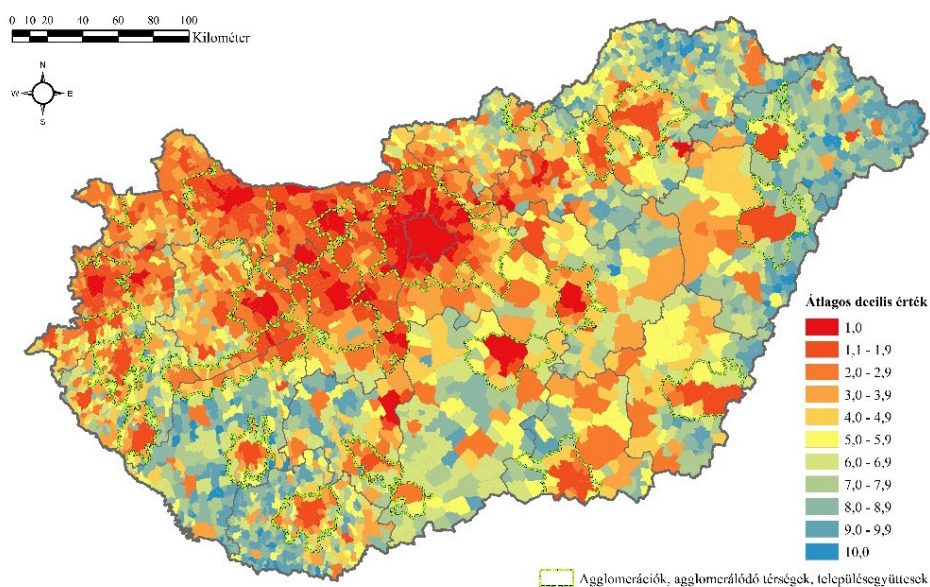 0 10 20 40 60 80 100
Kilométer
N
W E
S
Átlagos decilis érték
1,0
1,1 - 1,9
2,0 - 2,9
3,0 - 3,9
4,0 - 4,9
5,0 - 5,9
6,0 - 6,9
7,0 - 7,9
8,0 - 8,9
9,0 - 9,9
10,0
Agglomerációk, agglomerálódó térségek, településegyüttesek